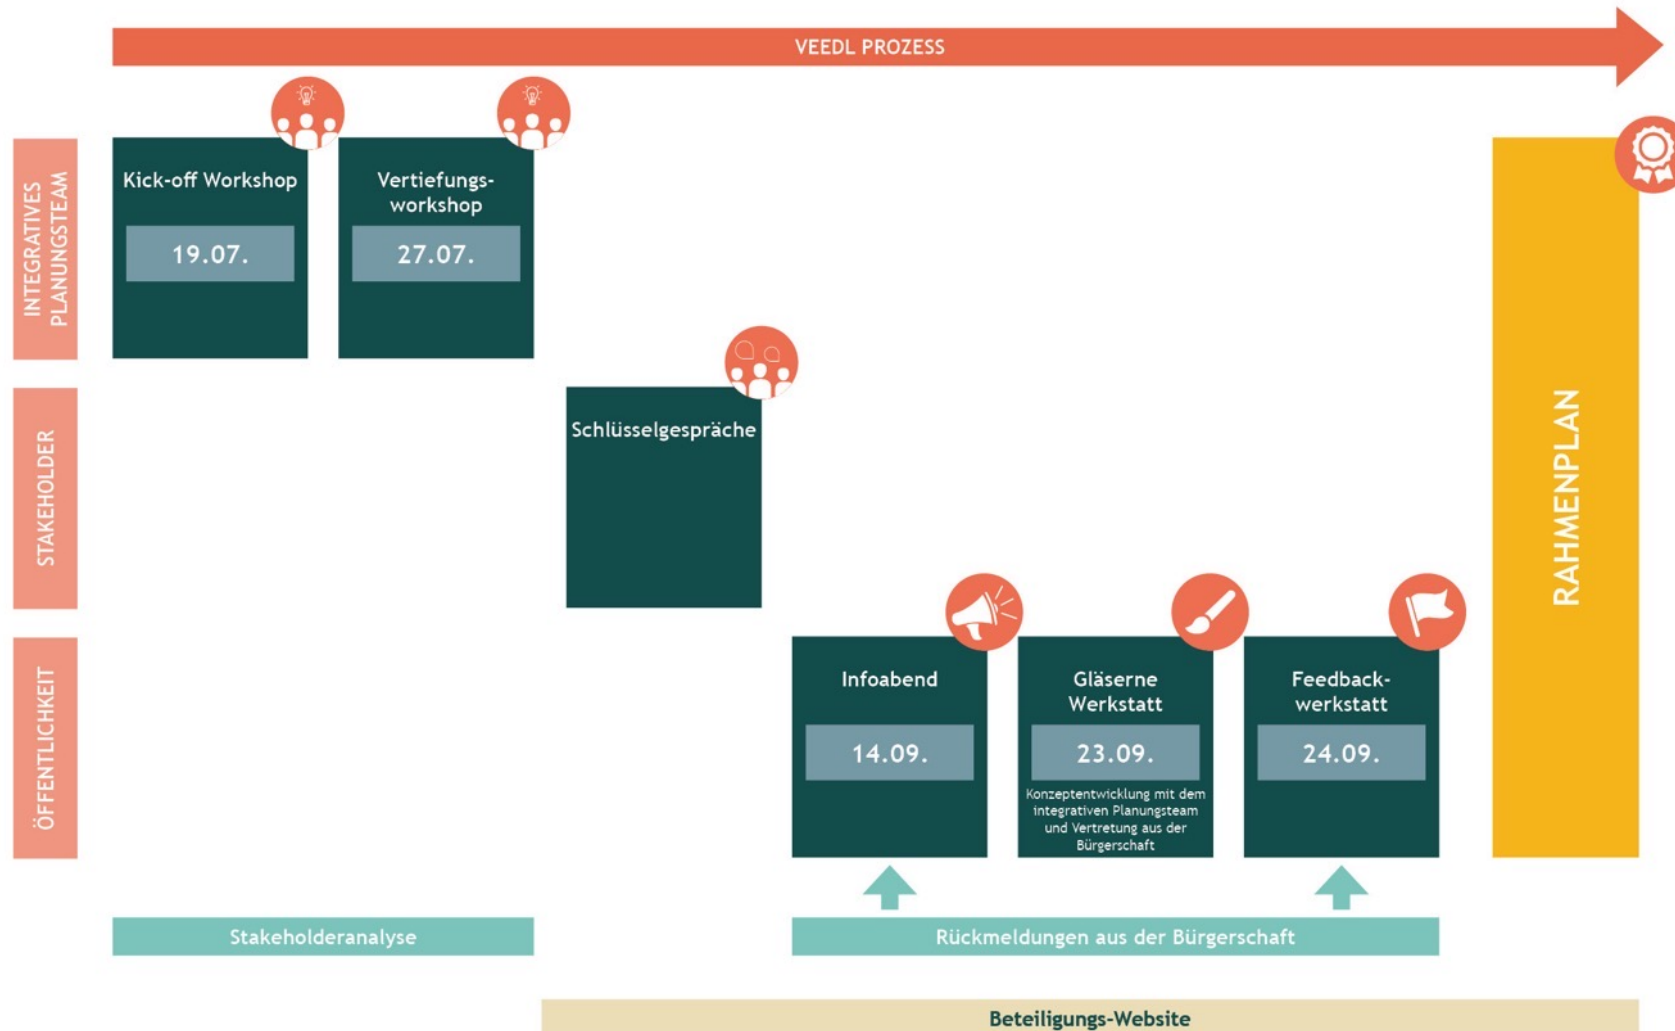 VEEDL PROZESS
INTEGRATIVES
PLANUNGSTEAM
Kick-off Workshop
19.07.
Vertiefungs-
workshop
27.07.
STAKEHOLDER
Schlüsselgespräche
ÖFFENTLICHKEIT
Infoabend
14.09.
Gläserne
Werkstatt
23.09.
Konzeptentwicklung mit dem
integrativen Planungsteam
und Vertretung aus der
Bürgerschaft
Feedback-
werkstatt
24.09.
RAHMENPLAN
Stakeholderanalyse
Rückmeldungen aus der Bürgerschaft
Beteiligungs-Website